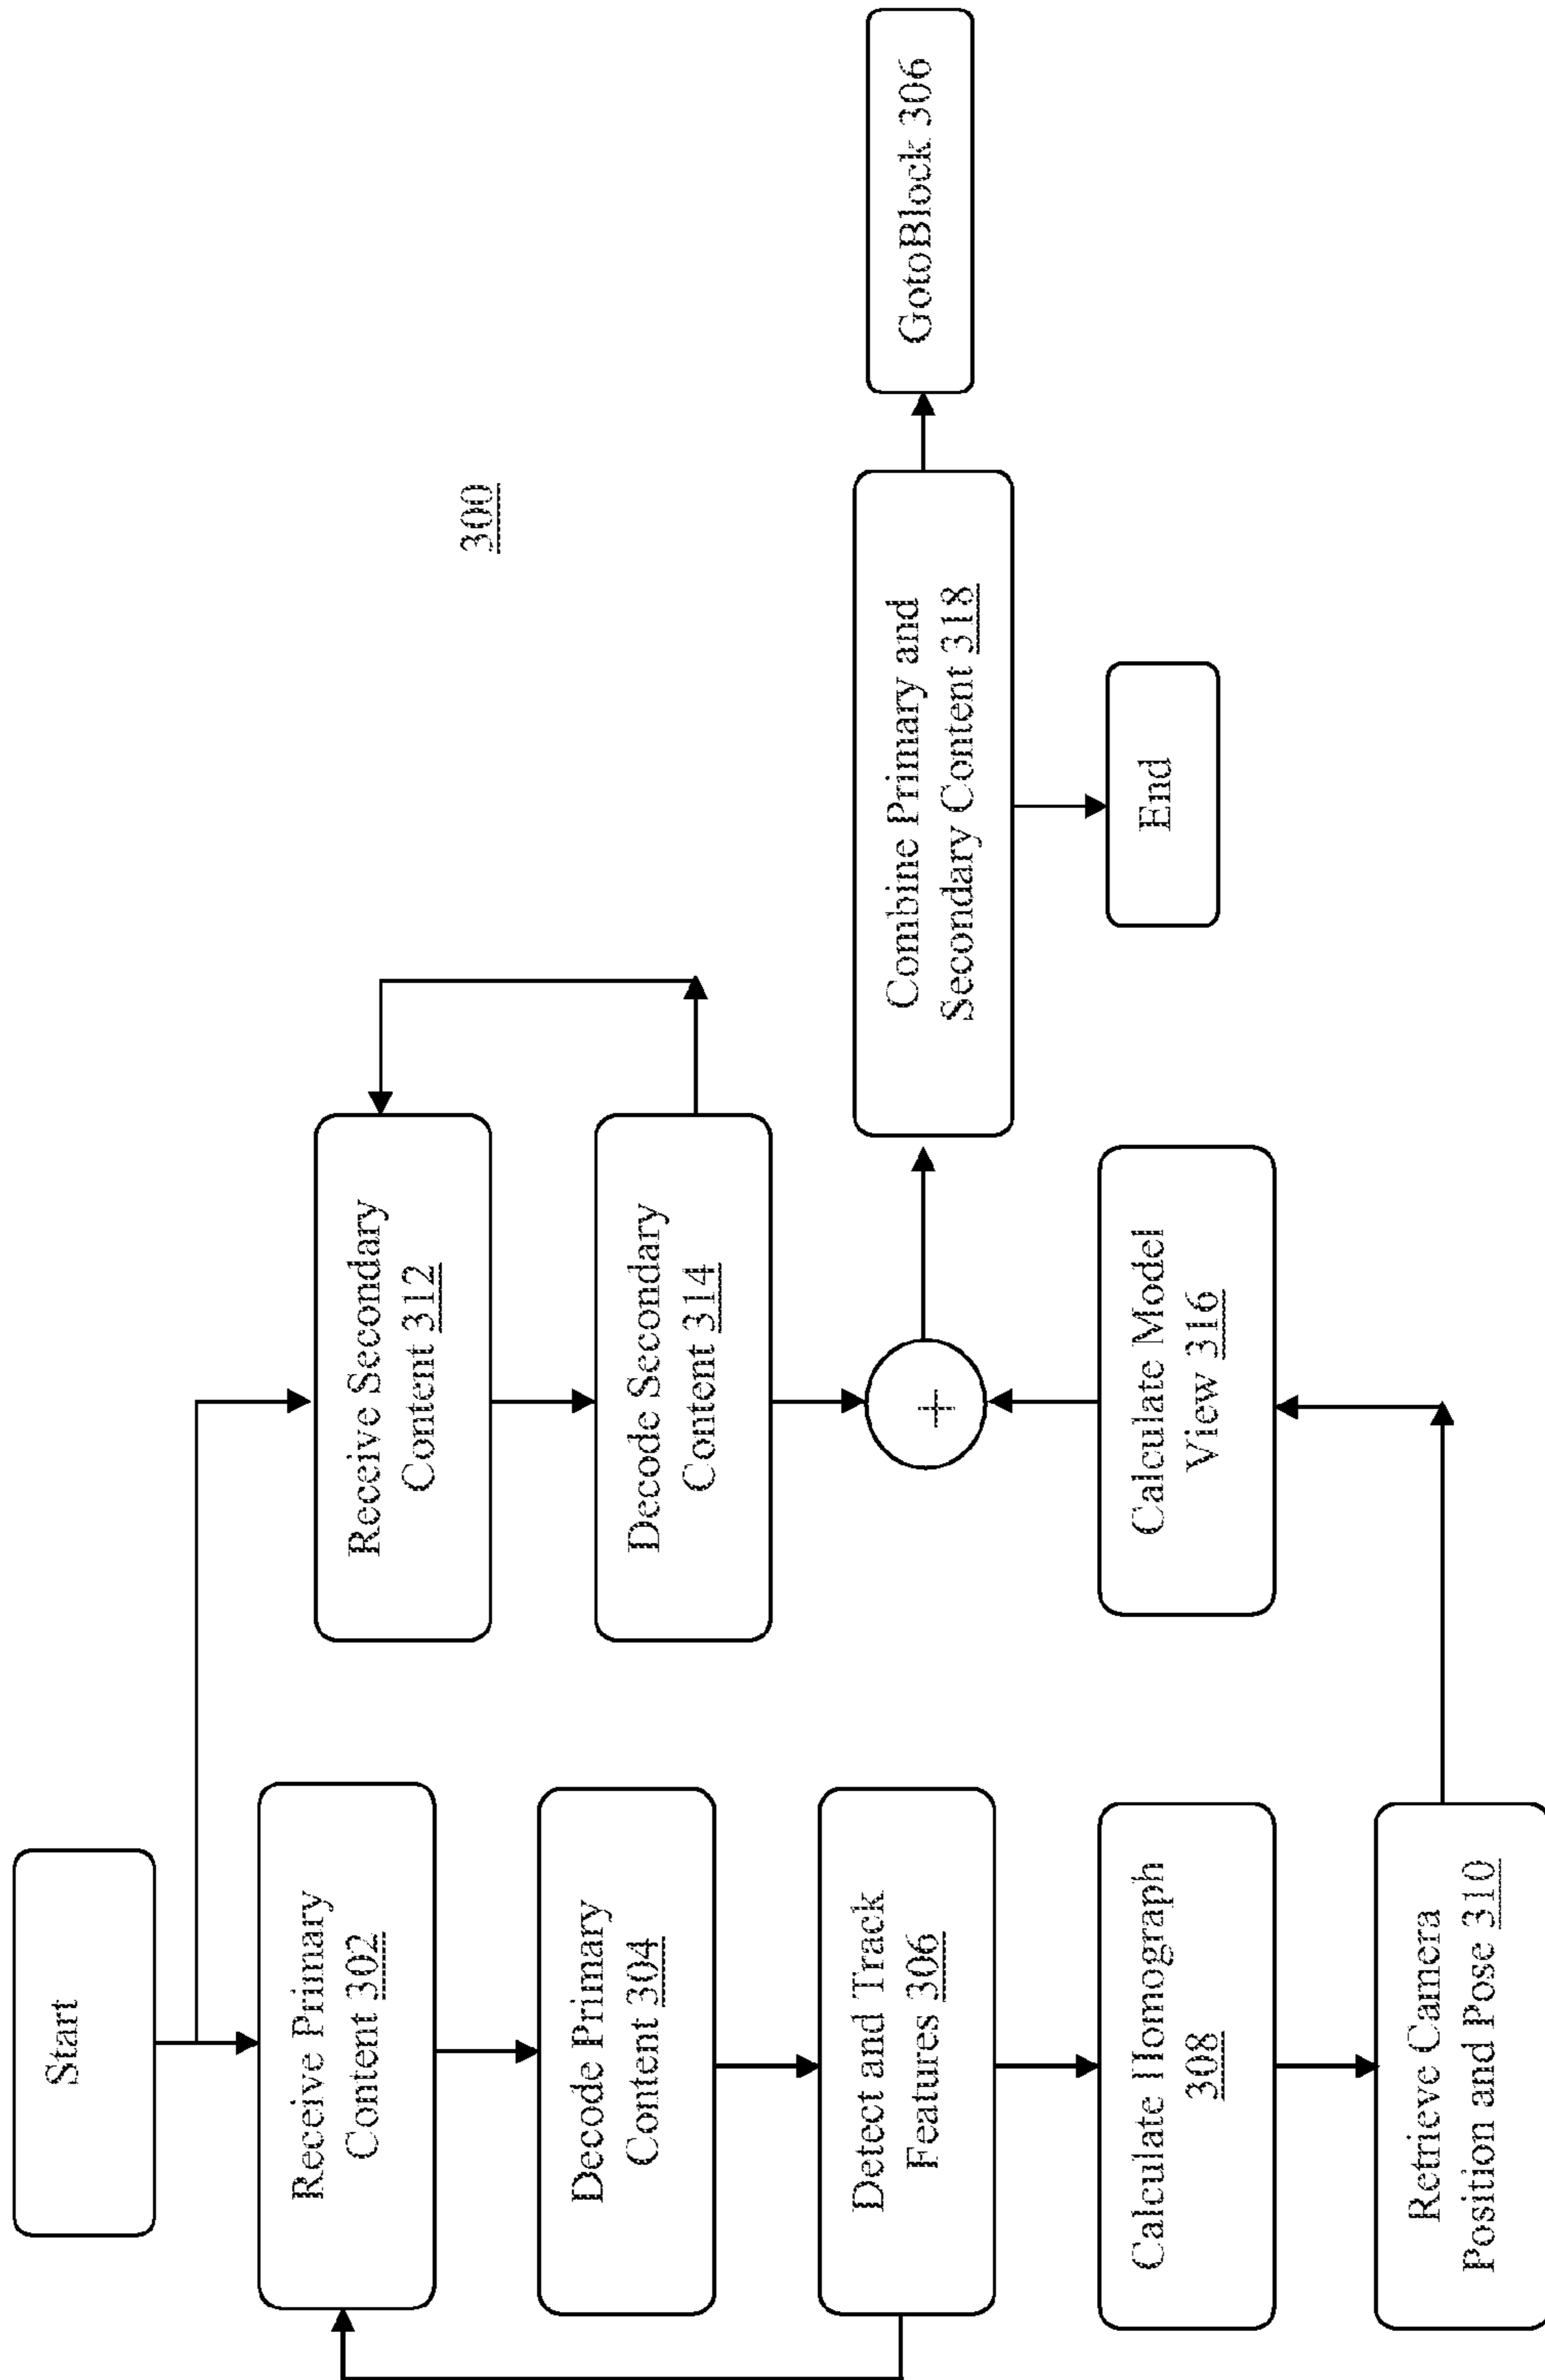 Start
Receive Primary
Content 302
Decode Primary
Content 304
Detect and Track
Features 306
Calculate Homograph
308
Retrieve Camera
Position and Pose 310
Receive Secondary
Content 312
Decode Secondary
Content 314
+
Calculate Model
View 316
Combine Primary and
Secondary Content 318
End
GotoBlock 306
300